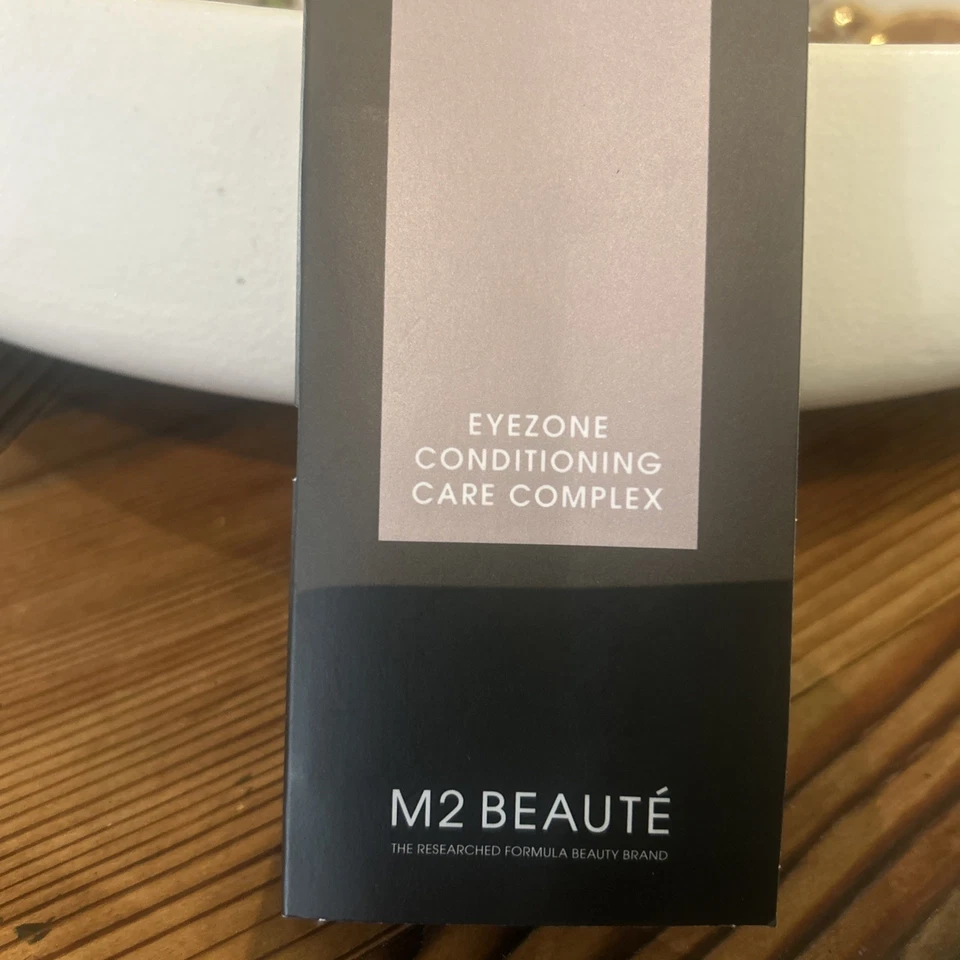 EYEZONE
CONDITIONING
CARE COMPLEX
M2 BEAUTÉ
THE RESEARCHED FORMULA BEAUTY BRAND